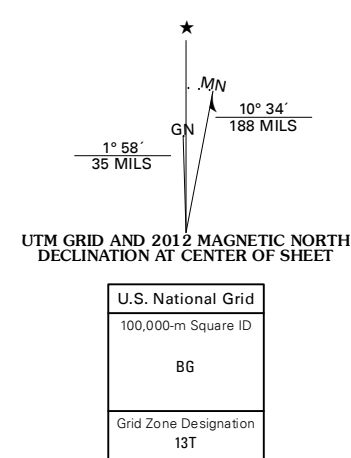 ★
MN
GN
10° 34´
188 MILS
1° 58´
35 MILS
UTM GRID AND 2012 MAGNETIC NORTH
DECLINATION AT CENTER OF SHEET
U.S. National Grid
100,000-m Square ID
BG
Grid Zone Designation
13T